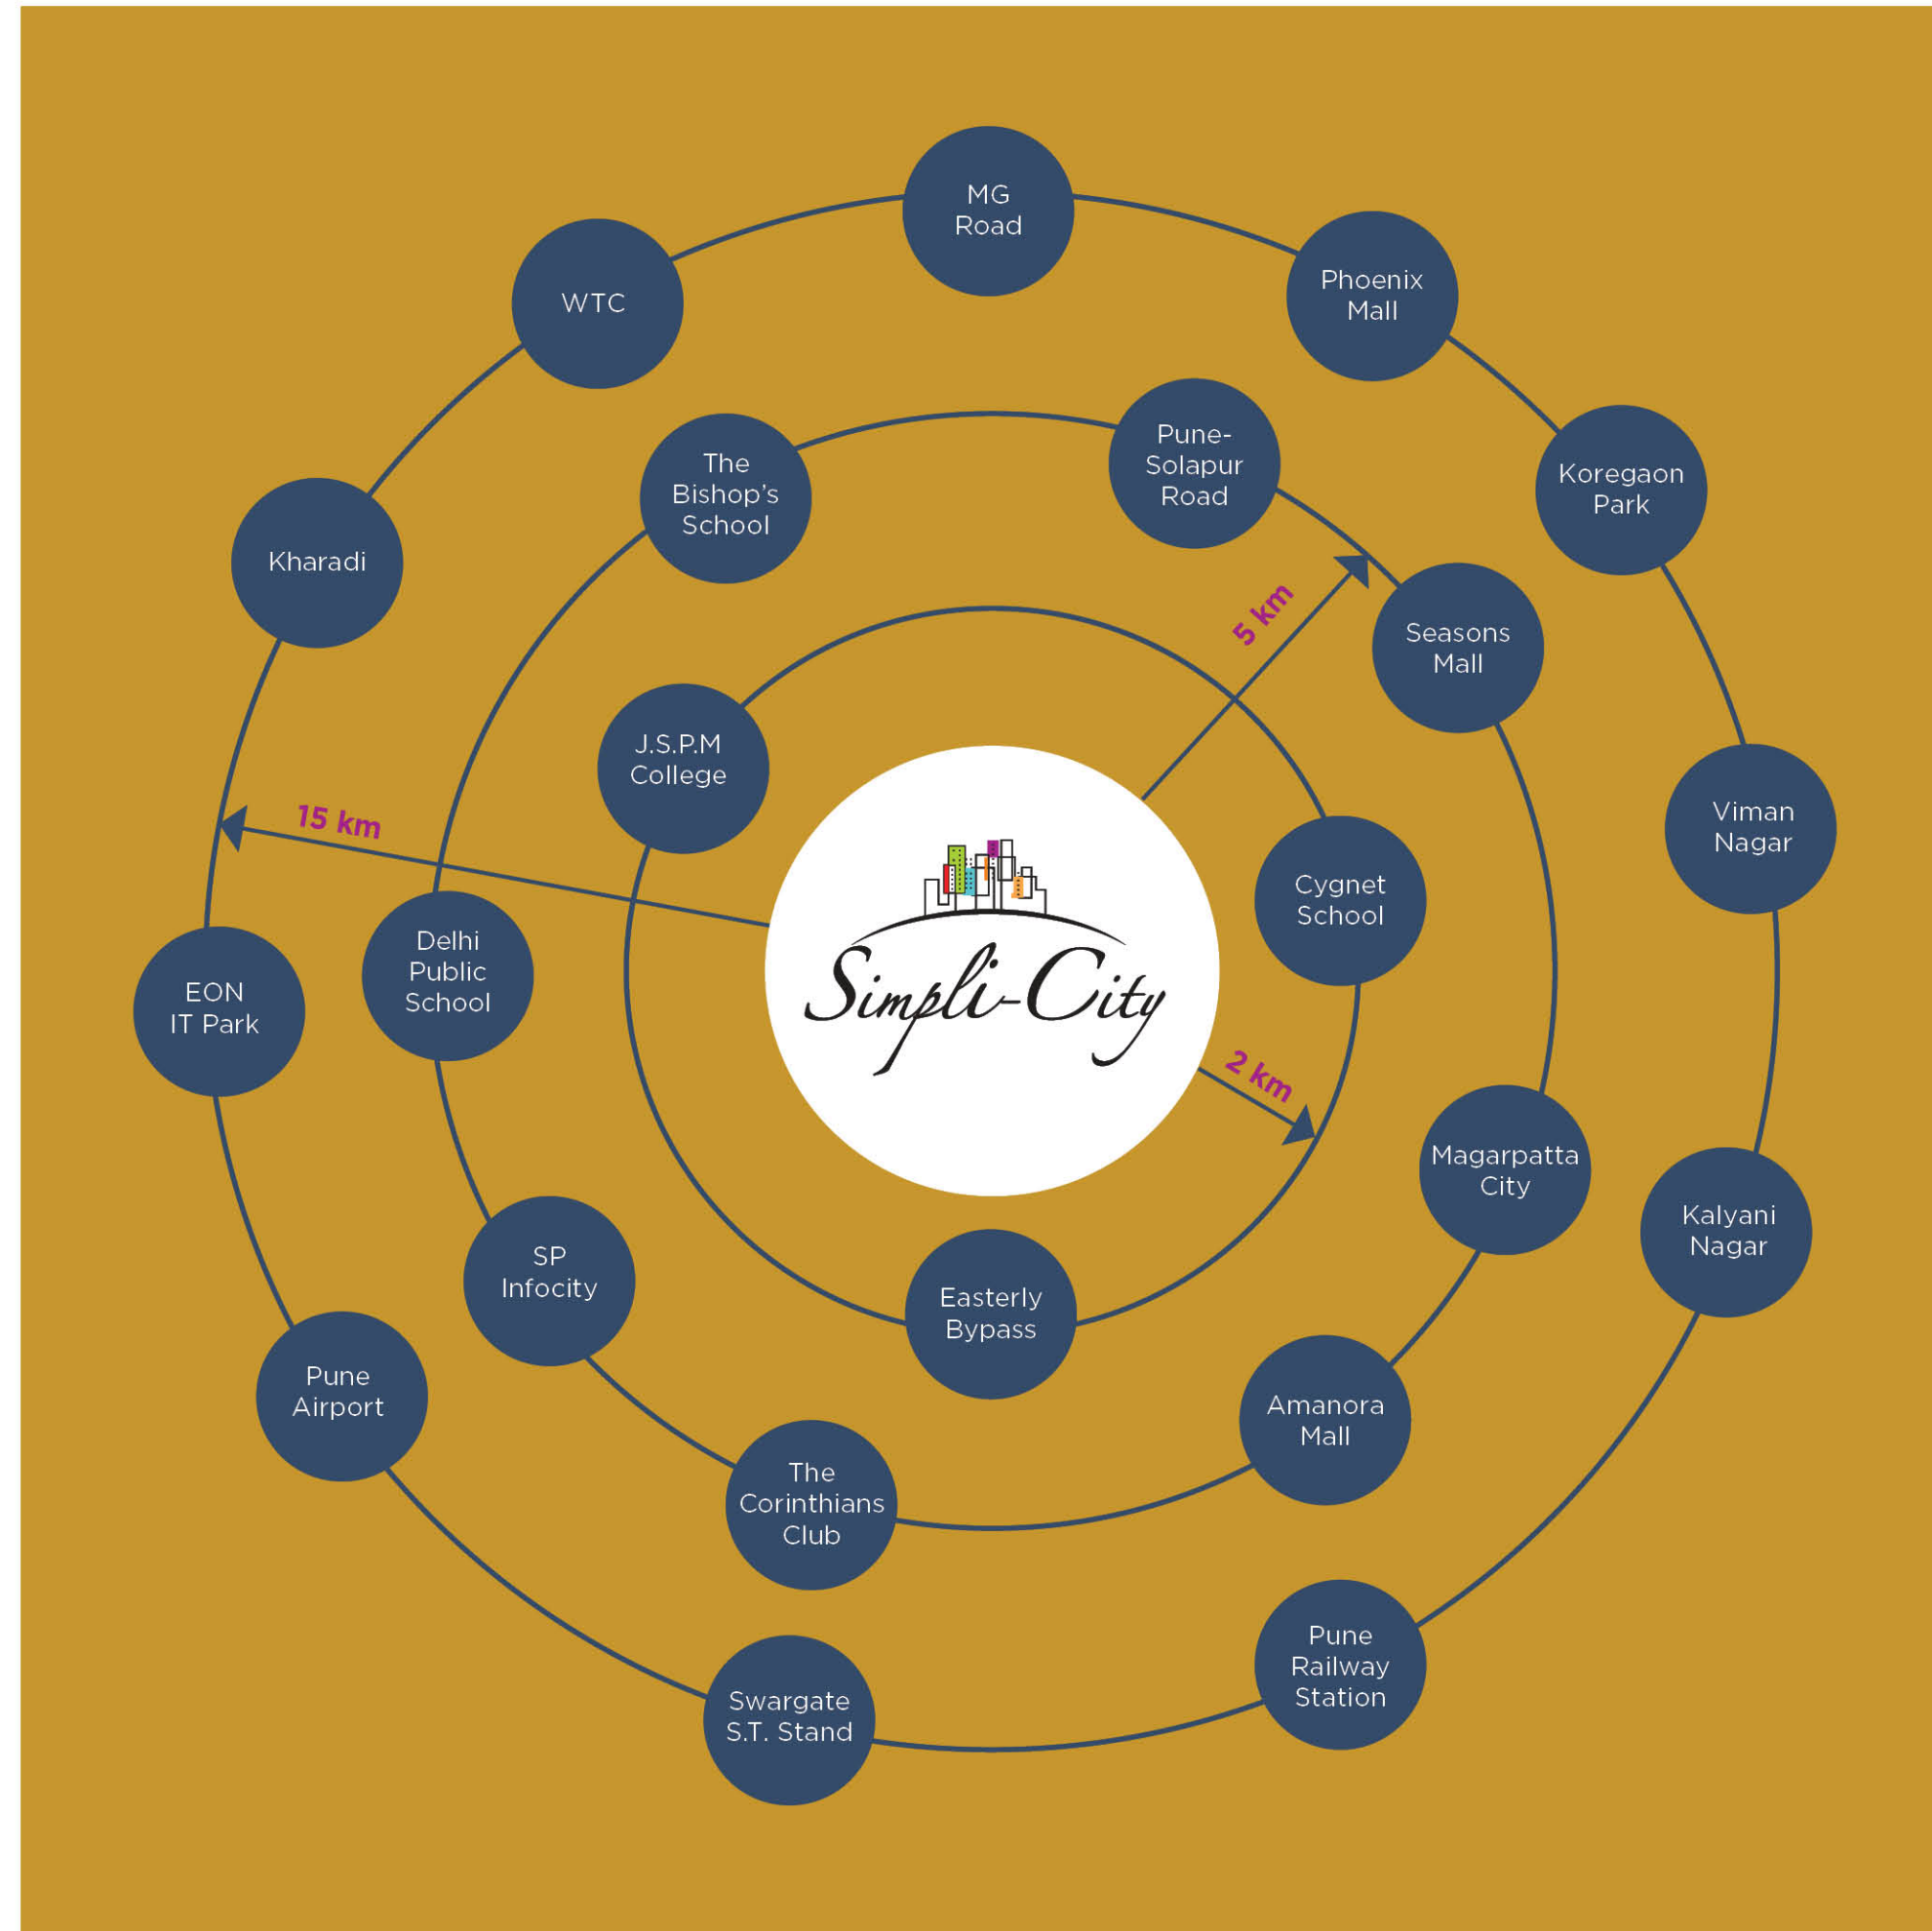 MG
Road
Phoenix
Mall
WTC
Koregaon
Park
Kharadi
Pune-
Solapur
Road
The
Bishop's
School
5 km
Seasons
Mall
J.S.P.M
College
Viman
Nagar
15 km
Cygnet
School
Delhi
Public
School
EON
IT Park
Simpli-City
2 km
Magarpatta
City
Kalyani
Nagar
SP
Infocity
Easterly
Bypass
Pune
Airport
Amanora
Mall
The
Corinthians
Club
Pune
Railway
Station
Swargate
S.T. Stand